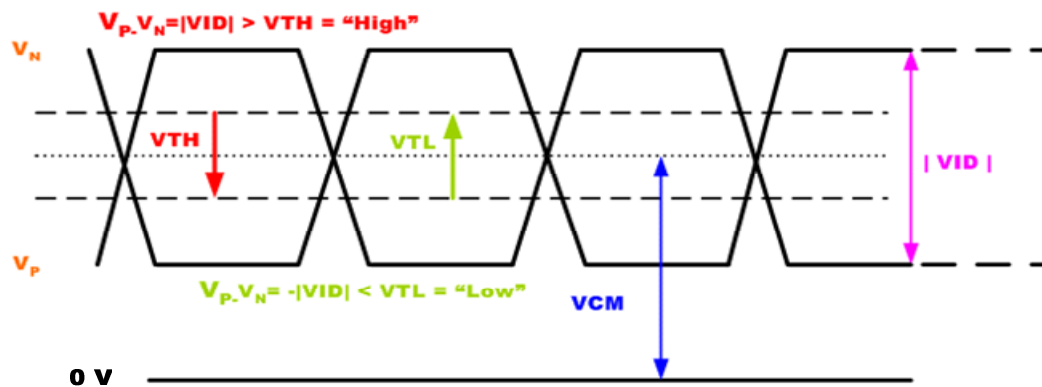 VP-VN=|VID| > VTH = “High”
VN
VTH
VTL
| VID |
VP
VP-VN= -|VID| < VTL = “Low”
VCM
0 V